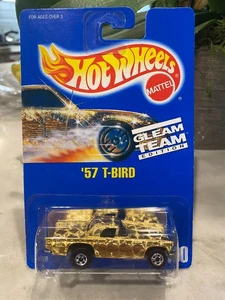 FOR AGES OVER 3
Hot Wheels
MATTEL
GLEAM
TEAM
EDITION
'57 T-BIRD